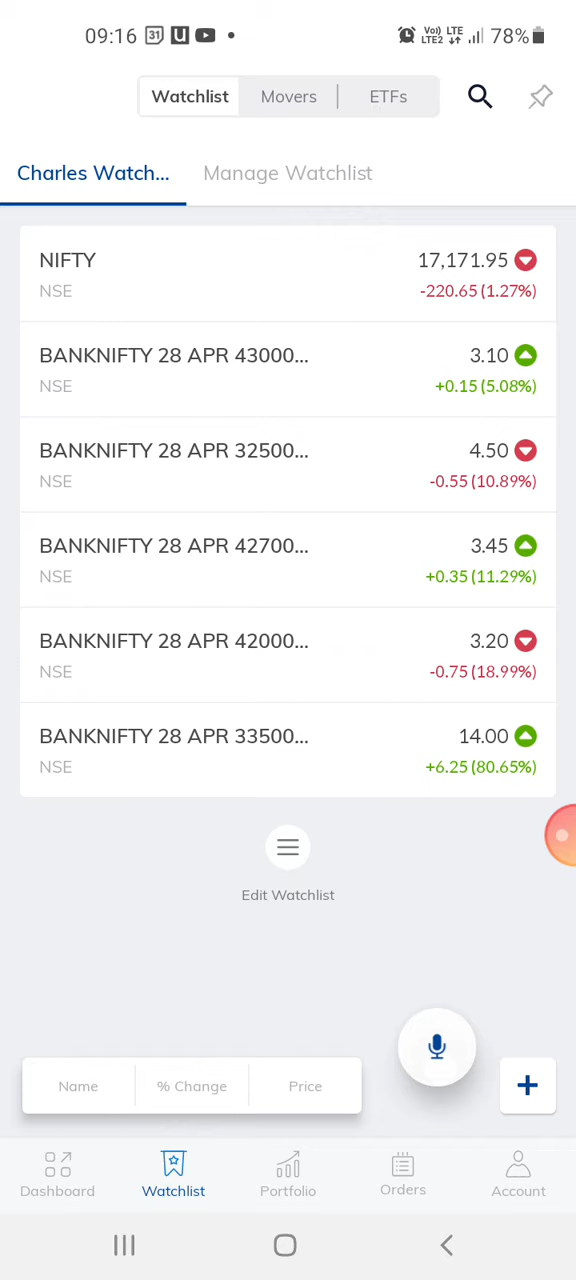 09:16 31 U Vo) LTE LTE2 78%
Watchlist Movers ETFs
Charles Watch... Manage Watchlist
NIFTY 17,171.95
NSE -220.65 (1.27%)
BANKNIFTY 28 APR 43000... 3.10
NSE +0.15 (5.08%)
BANKNIFTY 28 APR 32500... 4.50
NSE -0.55 (10.89%)
BANKNIFTY 28 APR 42700... 3.45
NSE +0.35 (11.29%)
BANKNIFTY 28 APR 42000... 3.20
NSE -0.75 (18.99%)
BANKNIFTY 28 APR 33500... 14.00
NSE +6.25 (80.65%)
Edit Watchlist
Name % Change Price
Dashboard Watchlist Portfolio Orders Account